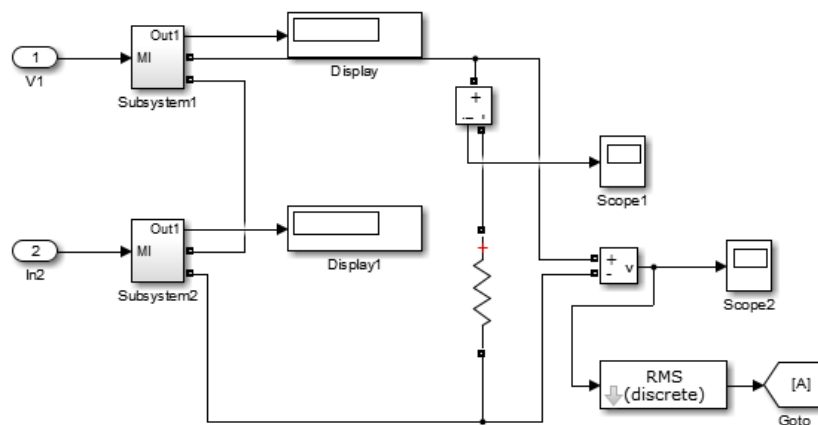 1
V1
Out1
MI
Subsystem1
Display
+
i
-
Scope1
2
In2
Out1
MI
Subsystem2
Display1
+
+
-
v
Scope2
RMS
(discrete)
[A]
Goto